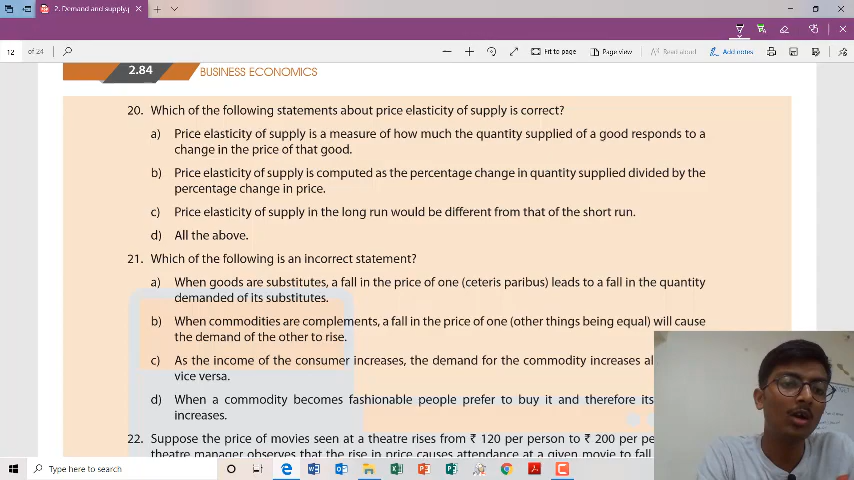 2. Demand and supply.p
12 of 24
Fit to page
Page view
Read aloud
Add notes
2.84 BUSINESS ECONOMICS
20. Which of the following statements about price elasticity of supply is correct?
a) Price elasticity of supply is a measure of how much the quantity supplied of a good responds to a
change in the price of that good.
b) Price elasticity of supply is computed as the percentage change in quantity supplied divided by the
percentage change in price.
c) Price elasticity of supply in the long run would be different from that of the short run.
d) All the above.
21. Which of the following is an incorrect statement?
a) When goods are substitutes, a fall in the price of one (ceteris paribus) leads to a fall in the quantity
demanded of its substitutes.
b) When commodities are complements, a fall in the price of one (other things being equal) will cause
the demand of the other to rise.
c) As the income of the consumer increases, the demand for the commodity increases al
vice versa.
d) When a commodity becomes fashionable people prefer to buy it and therefore its
increases.
22. Suppose the price of movies seen at a theatre rises from ₹ 120 per person to ₹ 200 per pe
theatre manager observes that the rise in price causes attendance at a given movie to fall
Type here to search